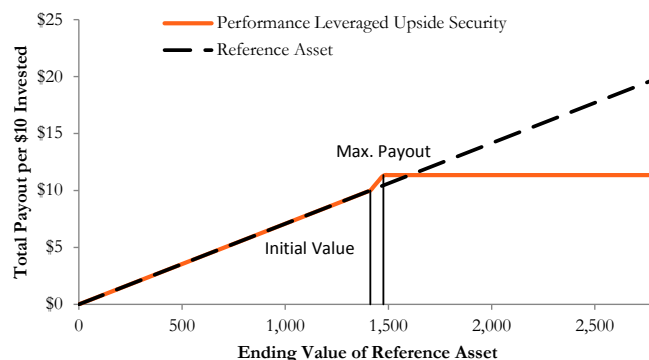 $25
Performance Leveraged Upside Security
Reference Asset
$20
$15
Max. Payout
$10
Initial Value
$5
$0
Total Payout per $10 Invested
0 500 1,000 1,500 2,000 2,500
Ending Value of Reference Asset